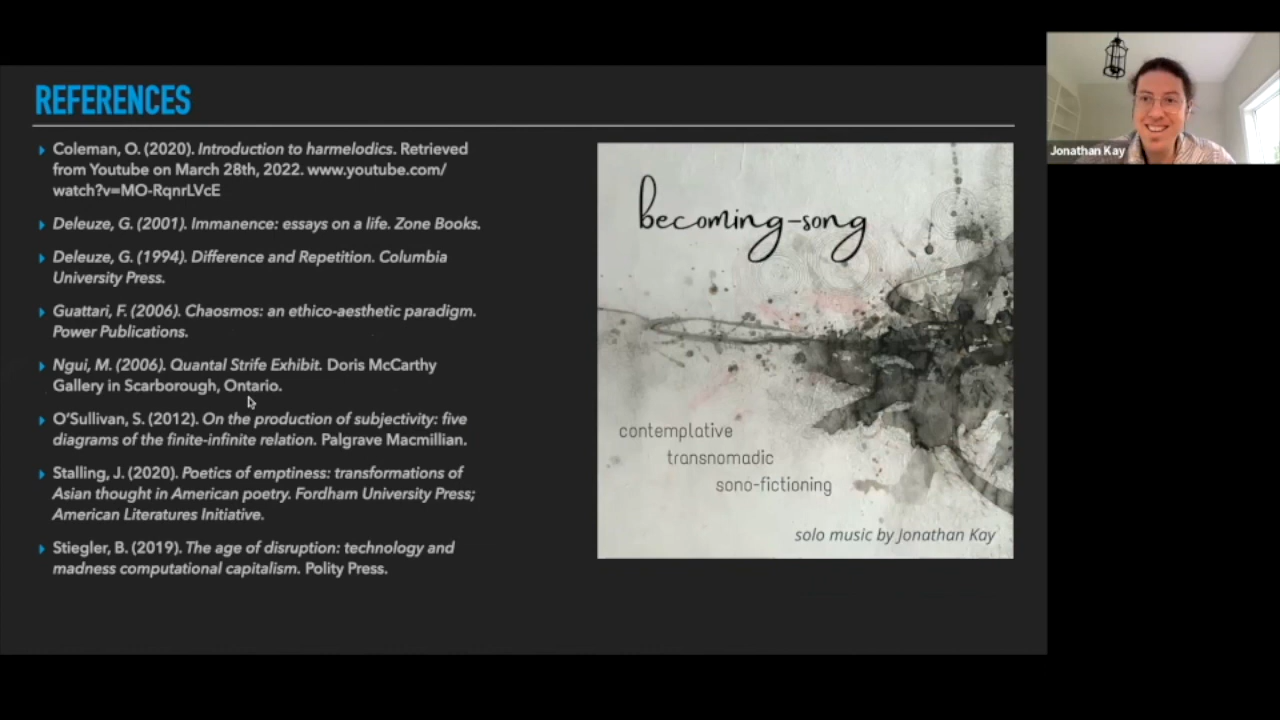 REFERENCES
Coleman, O. (2020). Introduction to harmelodics. Retrieved
from Youtube on March 28th, 2022. www.youtube.com/
watch?v=MO-RqnrLVcE
Deleuze, G. (2001). Immanence: essays on a life. Zone Books.
Deleuze, G. (1994). Difference and Repetition. Columbia
University Press.
Guattari, F. (2006). Chaosmos: an ethico-aesthetic paradigm.
Power Publications.
Ngui, M. (2006). Quantal Strife Exhibit. Doris McCarthy
Gallery in Scarborough, Ontario.
O'Sullivan, S. (2012). On the production of subjectivity: five
diagrams of the finite-infinite relation. Palgrave Macmillian.
Stalling, J. (2020). Poetics of emptiness: transformations of
Asian thought in American poetry. Fordham University Press;
American Literatures Initiative.
Stiegler, B. (2019). The age of disruption: technology and
madness computational capitalism. Polity Press.
becoming-song
contemplative
transnomadic
sono-fictioning
solo music by Jonathan Kay
Jonathan Kay